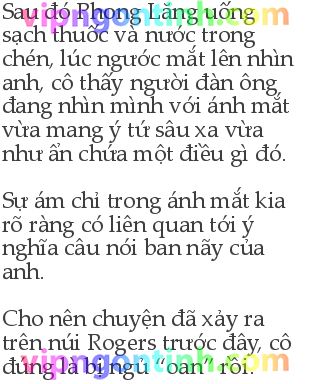 Sau đó Phong Lăng uống
sạch thuốc và nước trong
chén, lúc ngước mắt lên nhìn
anh, cô thấy người đàn ông
đang nhìn mình với ánh mắt
vừa mang ý tứ sâu xa vừa
như ẩn chứa một điều gì đó.
Sự ám chỉ trong ánh mắt kia
rõ ràng có liên quan tới ý
nghĩa câu nói ban nãy của
anh.
Cho nên chuyện đã xảy ra
trên núi Rogers trước đây, cô
đúng là bị ngủ “oan” rồi.
vipngontinh.com
vipngontinh.com